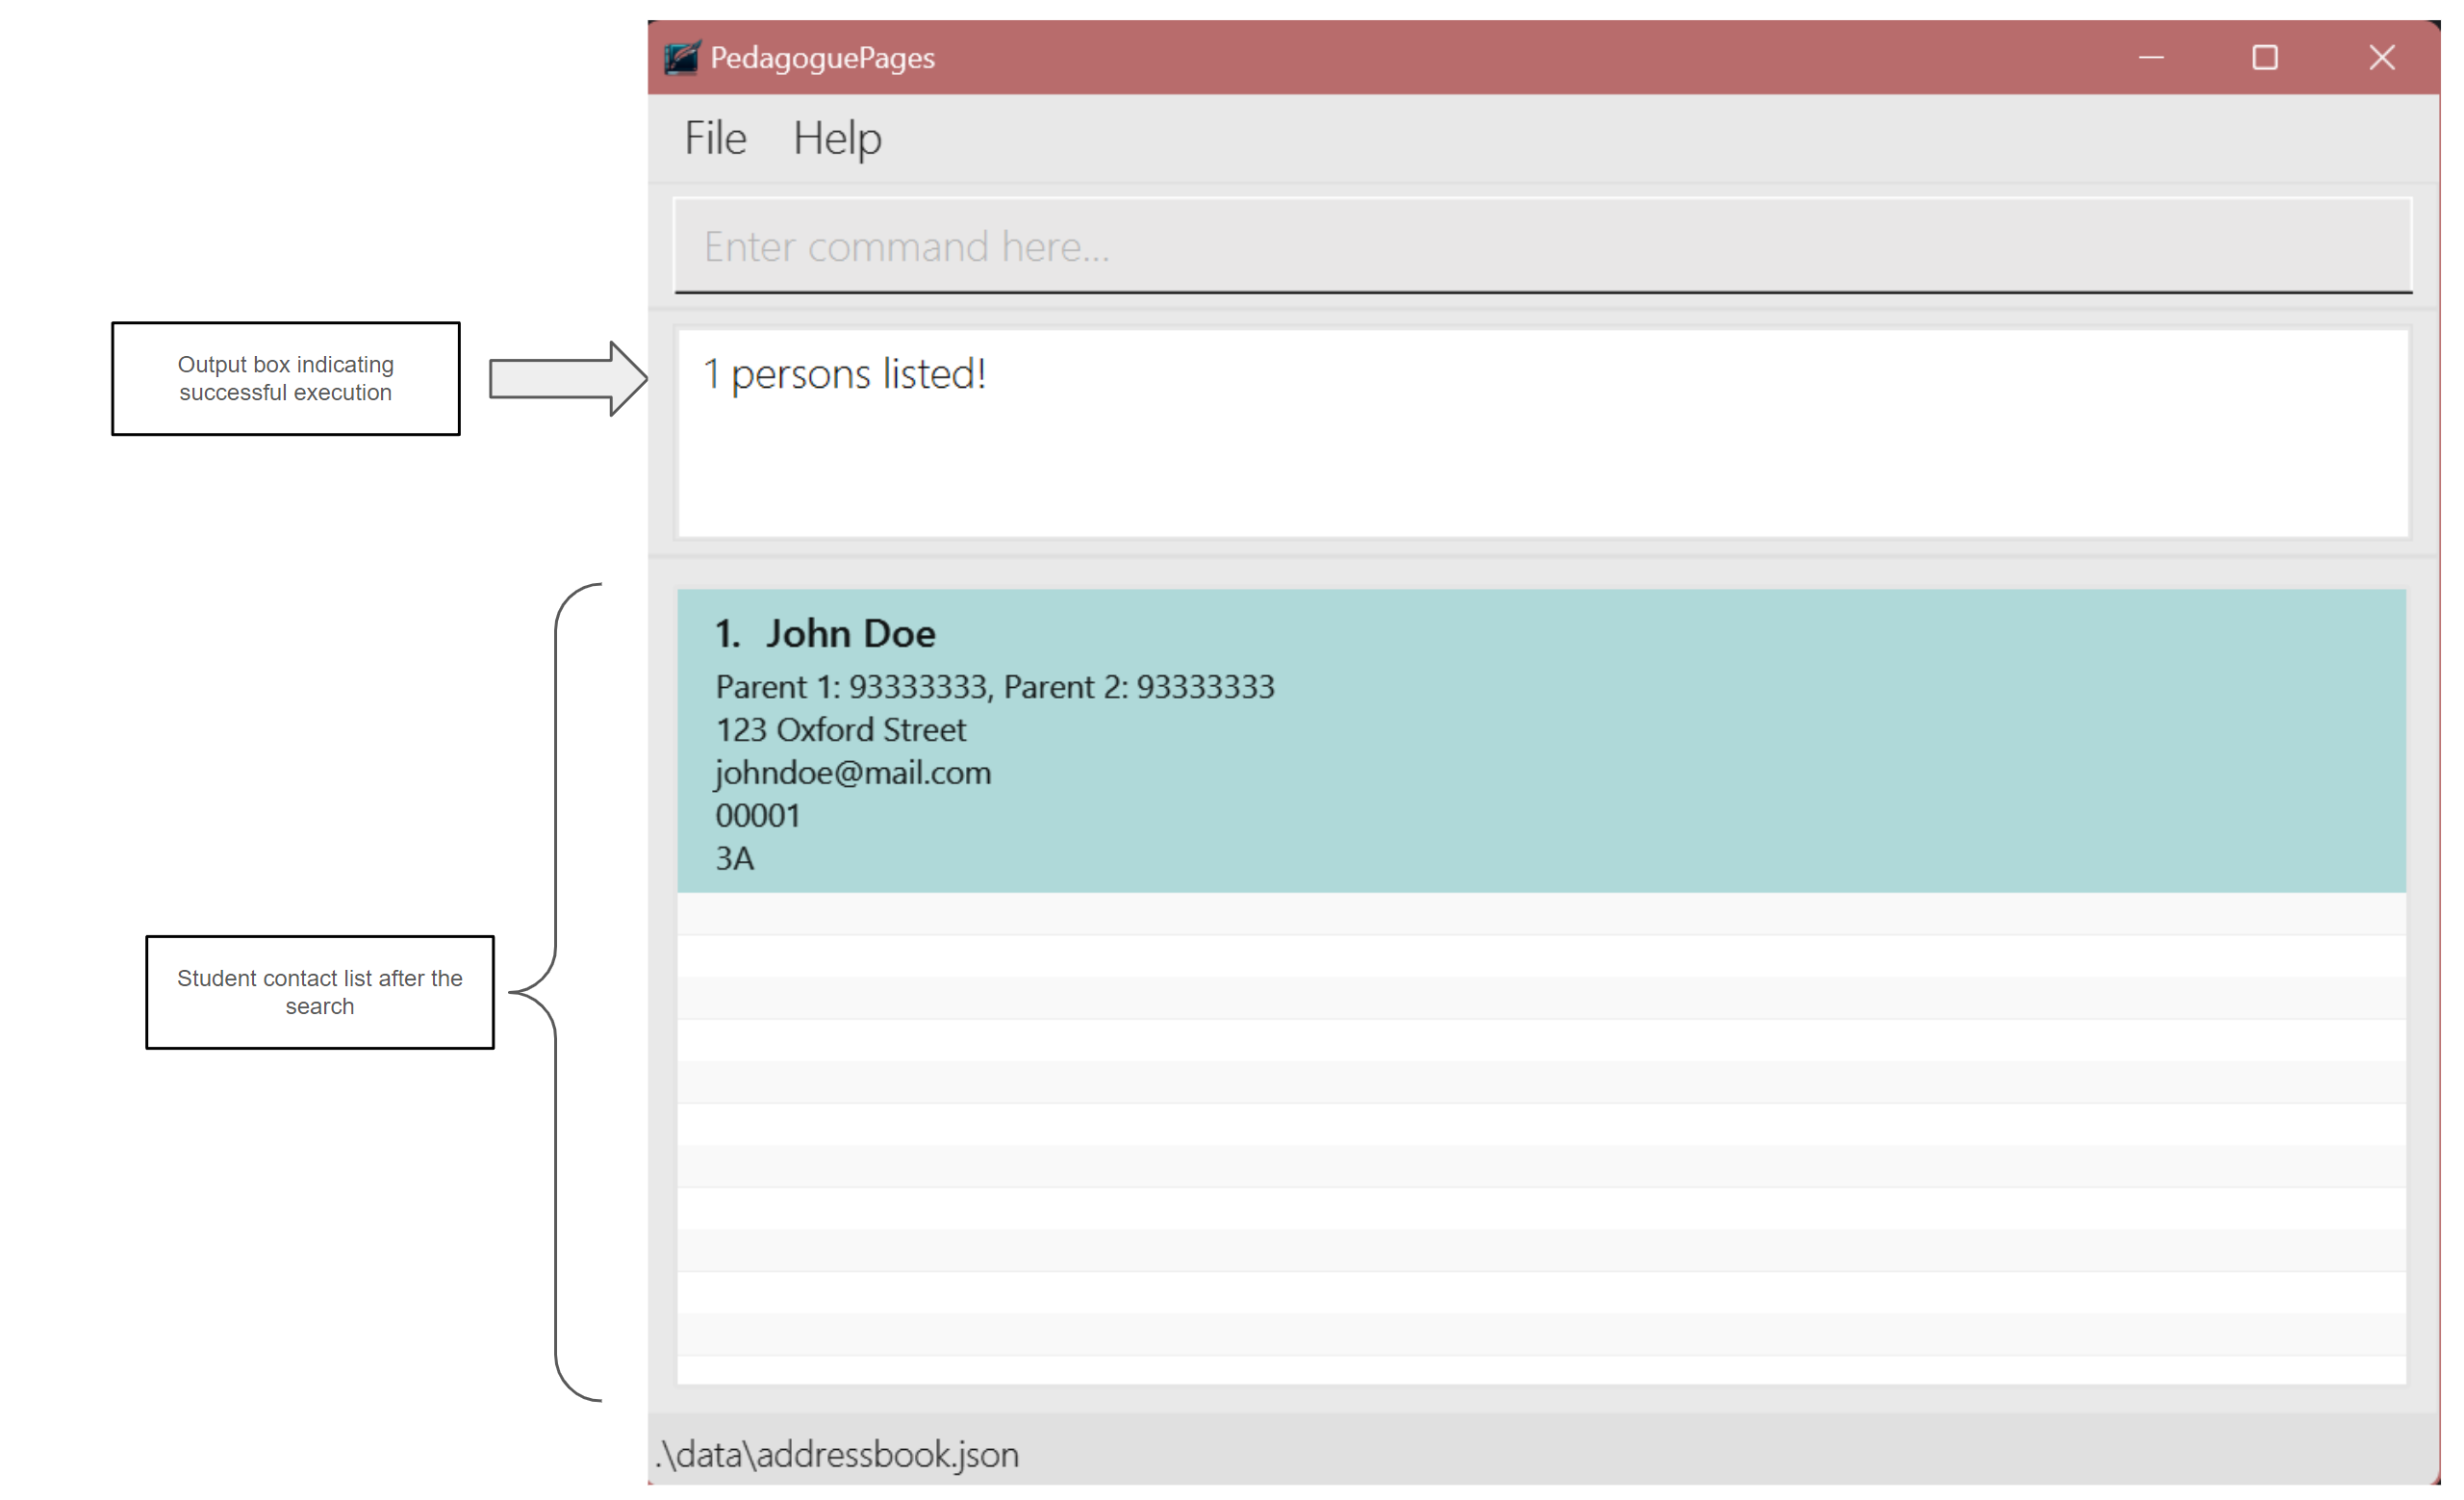 PedagoguePages
File Help
Enter command here...
Output box indicating
successful execution
1 persons listed!
1. John Doe
Parent 1: 93333333, Parent 2: 93333333
123 Oxford Street
johndoe@mail.com
00001
3A
Student contact list after the
search
.\data\addressbook.json